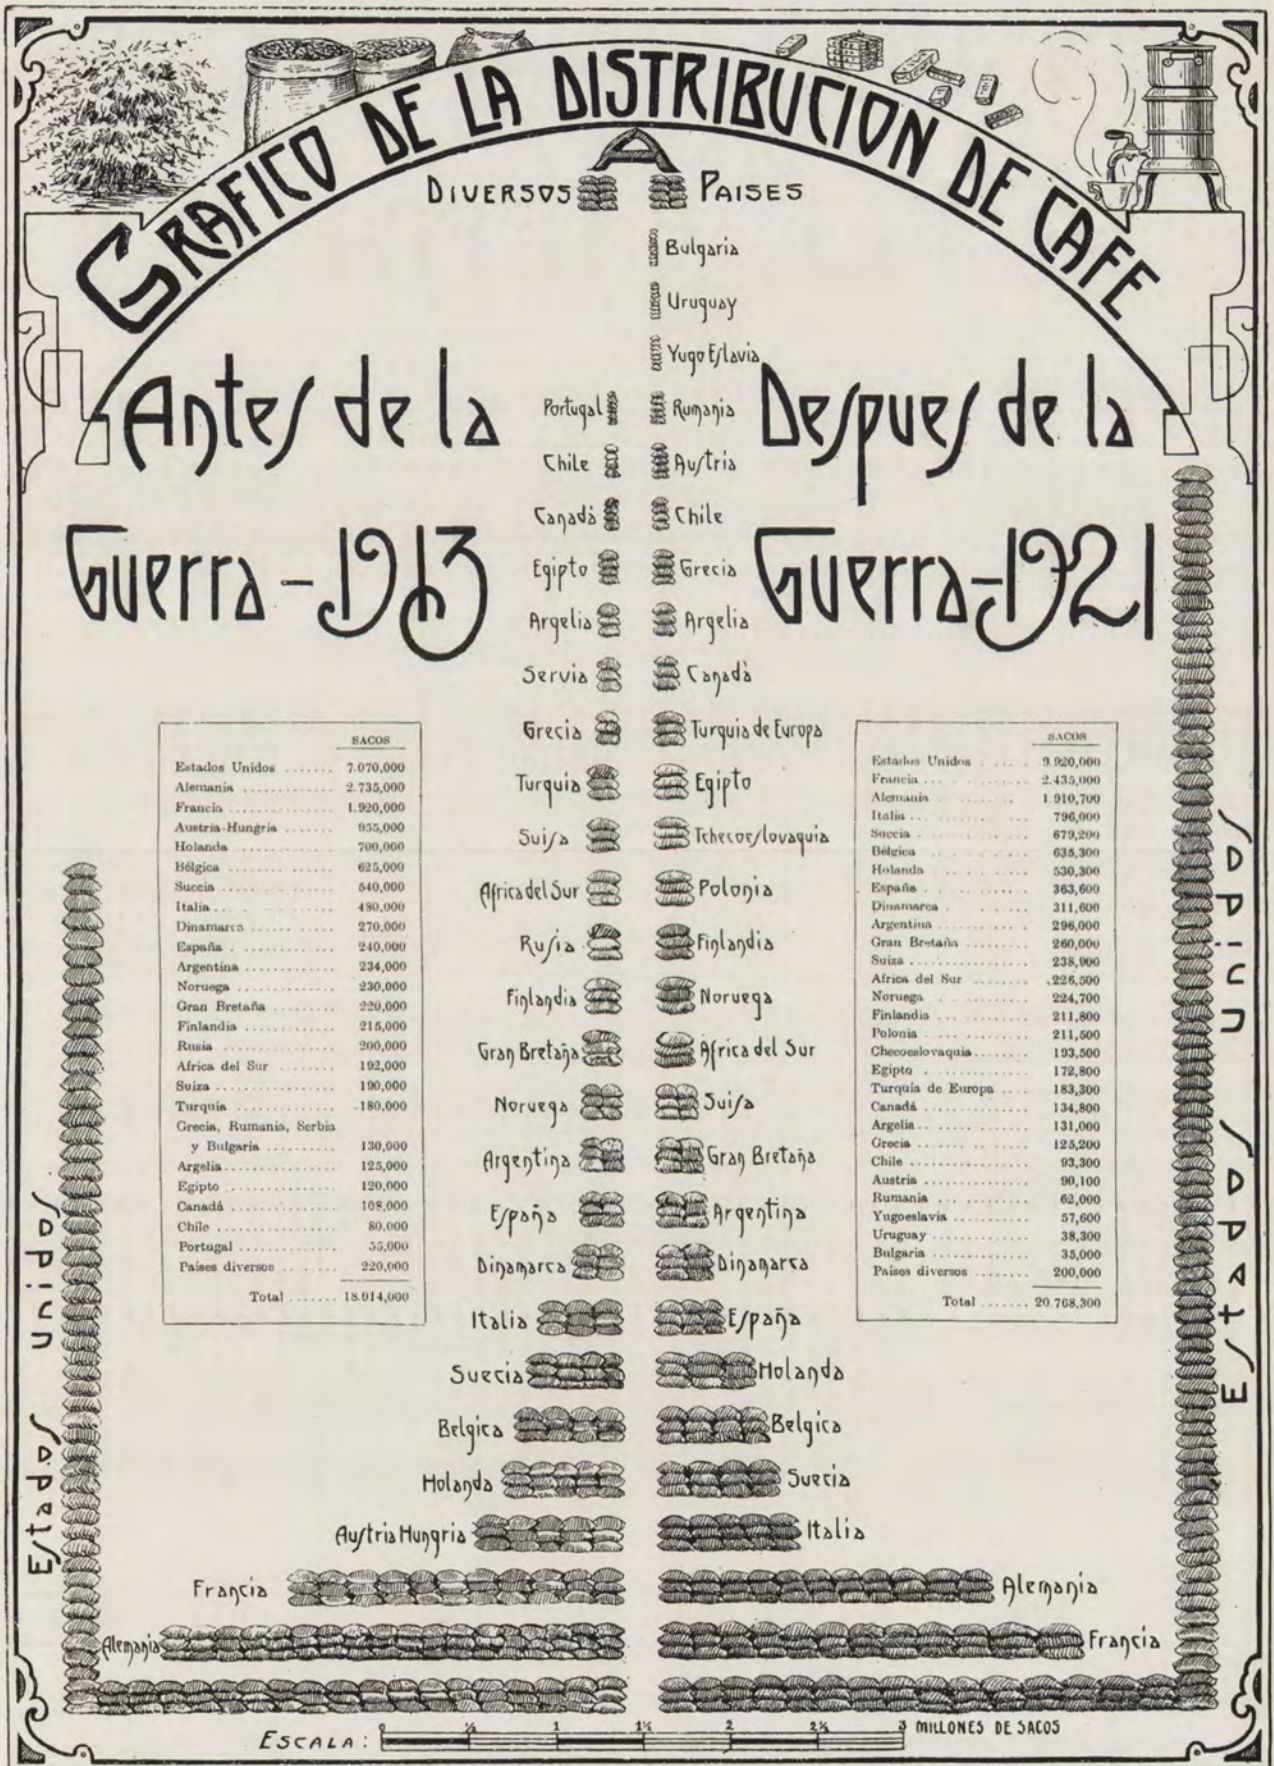 GRAFICO DE LA DISTRIBUCION DE CAFE
A
DIVERSOS PAISES
Antes de la
Guerra - 1913
Despues de la
Guerra - 1921
Bulgaria
Uruguay
Yugo Eslavia
Portugal Rumania
Chile Austria
Canadà Chile
Egipto Grecia
Argelia Argelia
Servia Canadà
Grecia Turquia de Europa
Turquia Egipto
Suisa Tchecoslovaquia
Africa del Sur Polonia
Rusia Finlandia
Finlandia Noruega
Gran Bretaña Africa del Sur
Noruega Suisa
Argentina Gran Bretaña
España Argentina
Dinamarca Dinamarca
Italia España
Suecia Holanda
Belgica Belgica
Holanda Suecia
Austria Hungria Italia
Francia Alemania
Alemania Francia
Estados Unidos
Estados Unidos
SACOS
Estados Unidos ....... 7.070,000
Alemania ............ 2.735,000
Francia ............. 1.920,000
Austria-Hungría ....... 935,000
Holanda ............ 700,000
Bélgica ............. 625,000
Suecia ............. 540,000
Italia .............. 480,000
Dinamarca ........... 270,000
España ............. 240,000
Argentina ............ 234,000
Noruega ............ 230,000
Gran Bretaña ......... 220,000
Finlandia ............ 215,000
Rusia .............. 200,000
Africa del Sur ........ 192,000
Suiza .............. 190,000
Turquía ............. 180,000
Grecia, Rumania, Serbia
y Bulgaria .......... 130,000
Argelia ............. 125,000
Egipto ............. 120,000
Canadá ............. 108,000
Chile .............. 80,000
Portugal ............ 55,000
Países diversos ........ 220,000
Total ....... 18.014,000
SACOS
Estados Unidos ....... 9.920,000
Francia ............. 2.435,000
Alemania ............ 1.910,700
Italia .............. 796,000
Suecia ............. 679,200
Bélgica ............. 635,300
Holanda ............ 530,300
España ............. 363,600
Dinamarca ........... 311,600
Argentina ............ 296,000
Gran Bretaña ......... 260,000
Suiza .............. 238,900
Africa del Sur ........ 226,500
Noruega ............ 224,700
Finlandia ............ 211,800
Polonia ............. 211,500
Checoeslovaquia ....... 193,500
Egipto ............. 172,800
Turquía de Europa .... 183,300
Canadá ............. 134,800
Argelia ............. 131,000
Grecia ............. 125,200
Chile .............. 93,300
Austria ............. 90,100
Rumania ............ 62,000
Yugoeslavia .......... 57,600
Uruguay ............ 38,300
Bulgaria ............ 35,000
Países diversos ........ 200,000
Total ....... 20.768,300
ESCALA: 0 ½ 1 1½ 2 2½ 3 MILLONES DE SACOS